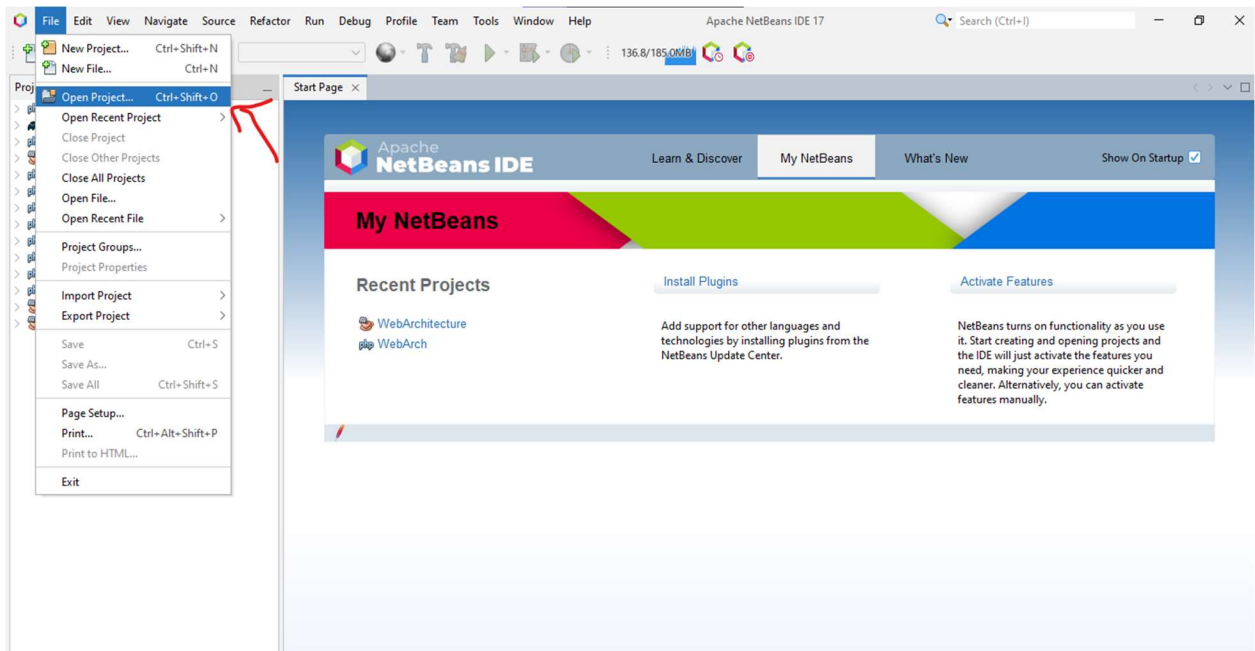 File Edit View Navigate Source Refactor Run Debug Profile Team Tools Window Help Apache NetBeans IDE 17 Search (Ctrl+I)
136.8/185.0MB
New Project... Ctrl+Shift+N
New File... Ctrl+N
Open Project... Ctrl+Shift+O
Open Recent Project
Close Project
Close Other Projects
Close All Projects
Open File...
Open Recent File
Project Groups...
Project Properties
Import Project
Export Project
Save Ctrl+S
Save As...
Save All Ctrl+Shift+S
Page Setup...
Print... Ctrl+Alt+Shift+P
Print to HTML...
Exit
Proj
Start Page
Apache
NetBeans IDE
Learn & Discover My NetBeans What's New Show On Startup
My NetBeans
Recent Projects
WebArchitecture
php WebArch
Install Plugins
Add support for other languages and
technologies by installing plugins from the
NetBeans Update Center.
Activate Features
NetBeans turns on functionality as you use
it. Start creating and opening projects and
the IDE will just activate the features you
need, making your experience quicker and
cleaner. Alternatively, you can activate
features manually.